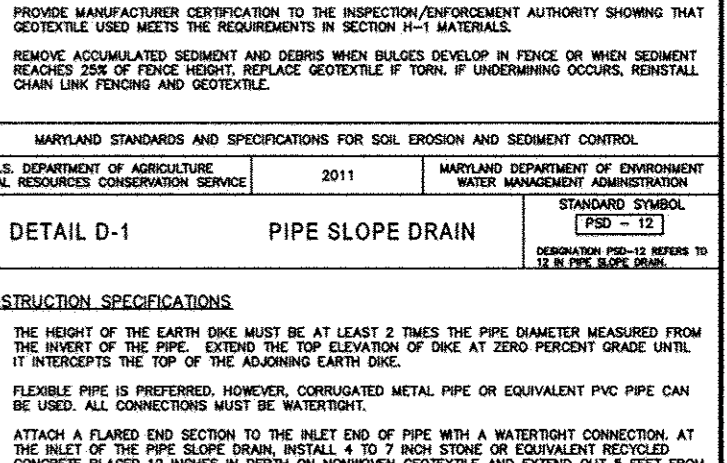 PROVIDE MANUFACTURER CERTIFICATION TO THE INSPECTION/ENFORCEMENT AUTHORITY SHOWING THAT
GEOTEXTILE USED MEETS THE REQUIREMENTS IN SECTION H-1 MATERIALS.
REMOVE ACCUMULATED SEDIMENT AND DEBRIS WHEN BULGES DEVELOP IN FENCE OR WHEN SEDIMENT
REACHES 25% OF FENCE HEIGHT. REPLACE GEOTEXTILE IF TORN. IF UNDERMINING OCCURS, REINSTALL
CHAIN LINK FENCING AND GEOTEXTILE.
MARYLAND STANDARDS AND SPECIFICATIONS FOR SOIL EROSION AND SEDIMENT CONTROL
.S. DEPARTMENT OF AGRICULTURE
AL RESOURCES CONSERVATION SERVICE
2011
MARYLAND DEPARTMENT OF ENVIRONMENT
WATER MANAGEMENT ADMINISTRATION
DETAIL D-1
PIPE SLOPE DRAIN
STANDARD SYMBOL
PSD - 12
DESIGNATION PSD-12 REFERS TO
12 IN PIPE SLOPE DRAIN.
STRUCTION SPECIFICATIONS
THE HEIGHT OF THE EARTH DIKE MUST BE AT LEAST 2 TIMES THE PIPE DIAMETER MEASURED FROM
THE INVERT OF THE PIPE. EXTEND THE TOP ELEVATION OF DIKE AT ZERO PERCENT GRADE UNTIL
IT INTERCEPTS THE TOP OF THE ADJOINING EARTH DIKE.
FLEXIBLE PIPE IS PREFERRED, HOWEVER, CORRUGATED METAL PIPE OR EQUIVALENT PVC PIPE CAN
BE USED. ALL CONNECTIONS MUST BE WATERTIGHT.
ATTACH A FLARED END SECTION TO THE INLET END OF PIPE WITH A WATERTIGHT CONNECTION. AT
THE INLET OF THE PIPE SLOPE DRAIN, INSTALL 4 TO 7 INCH STONE OR EQUIVALENT RECYCLED
CONCRETE PLACED 12 INCHES IN DEPTH ON NONWOVEN GEOTEXTILE AND EXTEND OUT 5 FEET FROM